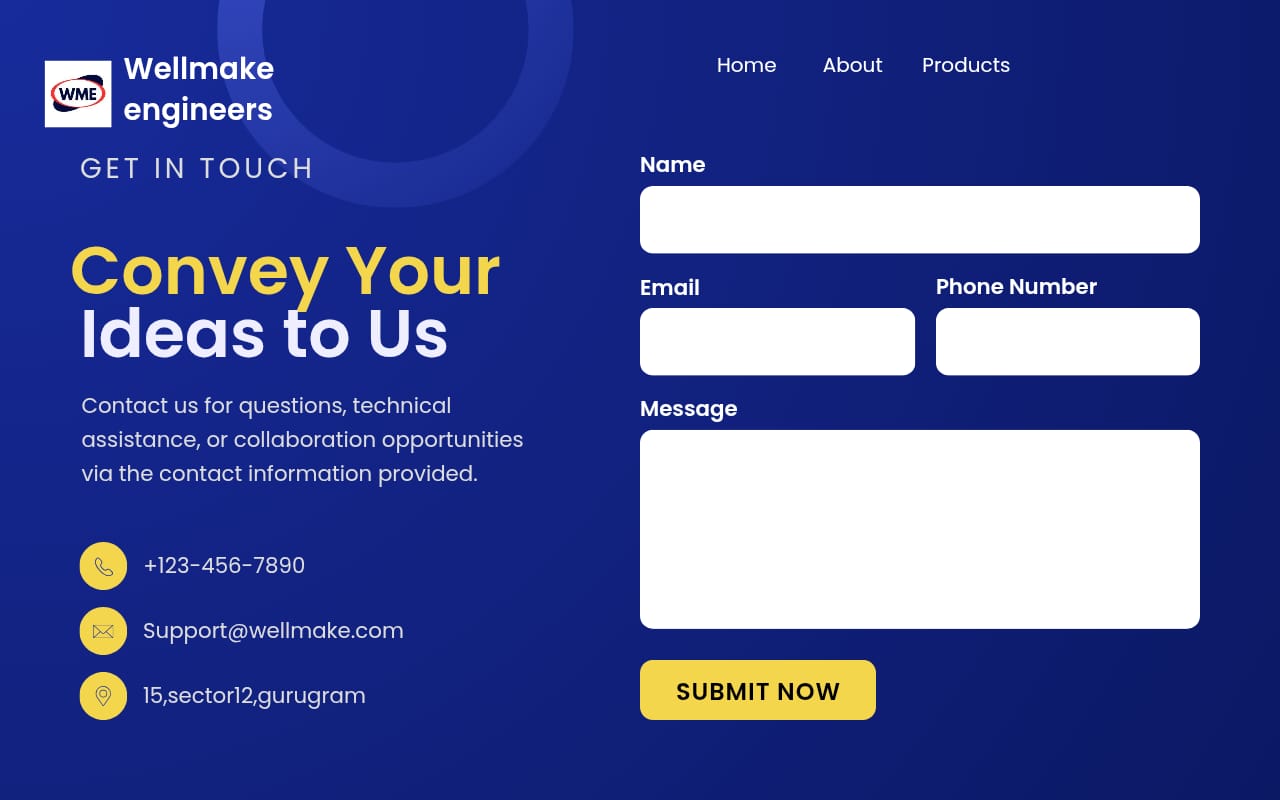 WME
Wellmake
engineers
Home About Products
GET IN TOUCH
Convey Your
Ideas to Us
Contact us for questions, technical
assistance, or collaboration opportunities
via the contact information provided.
+123-456-7890
Support@wellmake.com
15,sector12,gurugram
Name
Email
Phone Number
Message
SUBMIT NOW